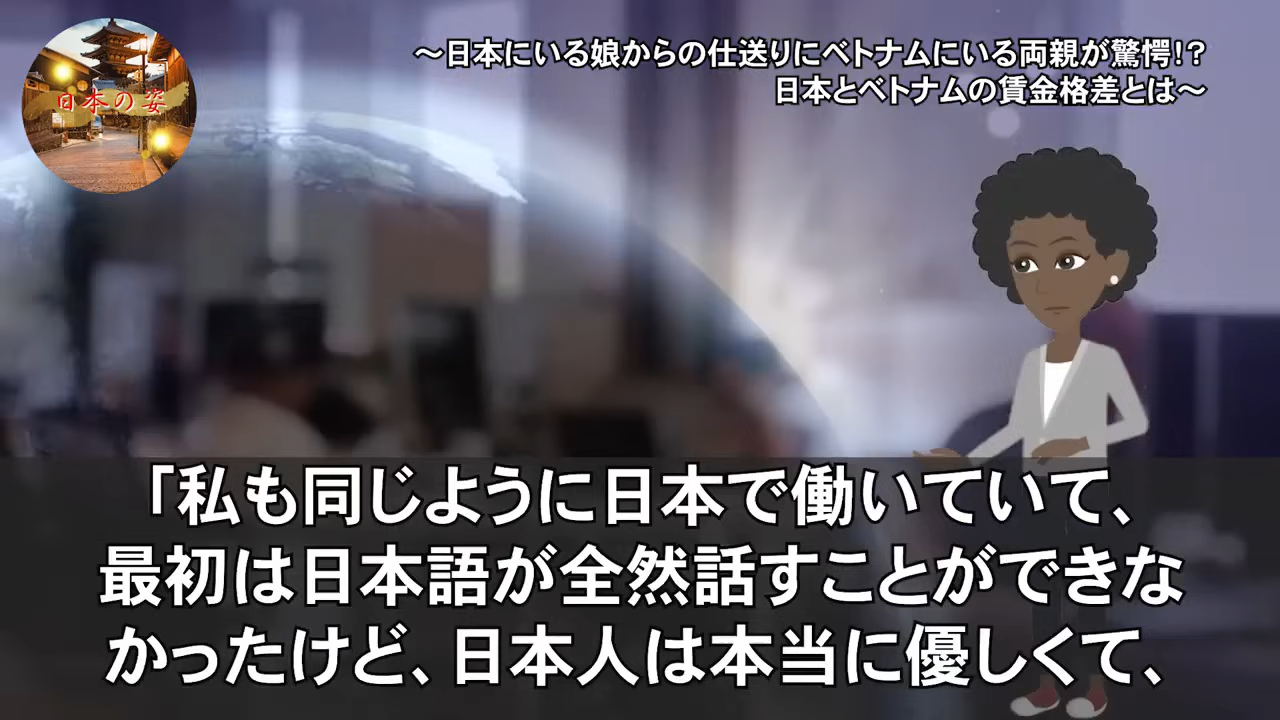 日本の姿
～日本にいる娘からの仕送りにベトナムにいる両親が驚愕!?
日本とベトナムの賃金格差とは～
「私も同じように日本で働いていて、
最初は日本語が全然話すことができな
かったけど、日本人は本当に優しくて、